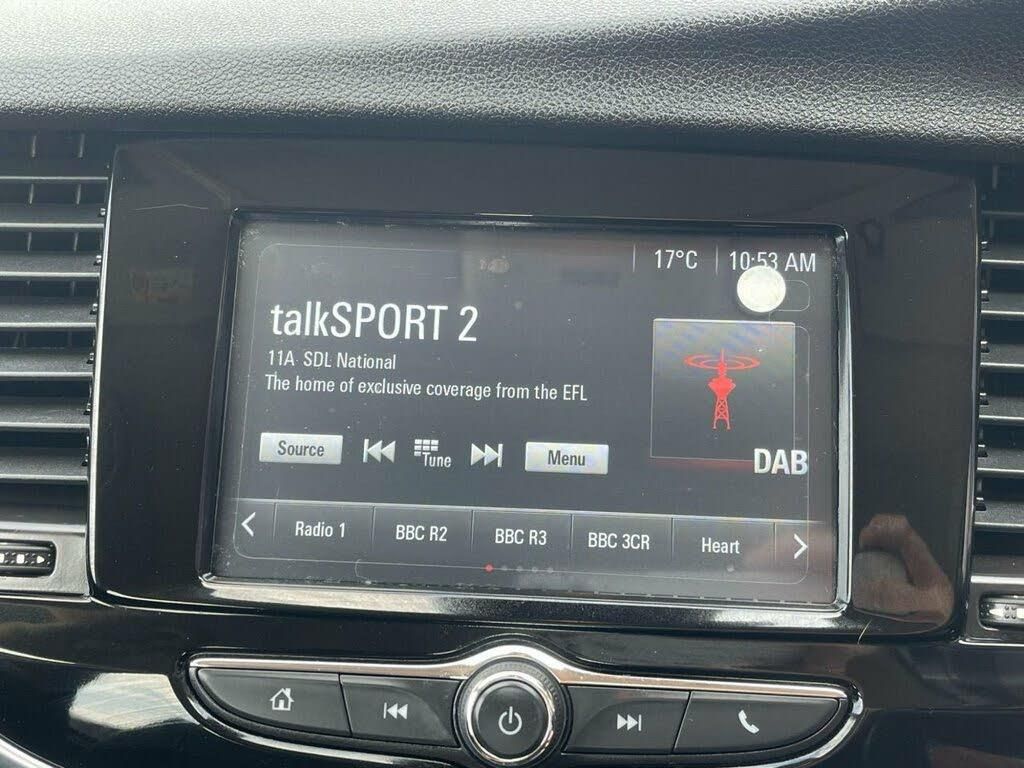 17°C 10:53 AM
talkSPORT 2
11A SDL National
The home of exclusive coverage from the EFL
Source Tune Menu
DAB
Radio 1 BBC R2 BBC R3 BBC 3CR Heart